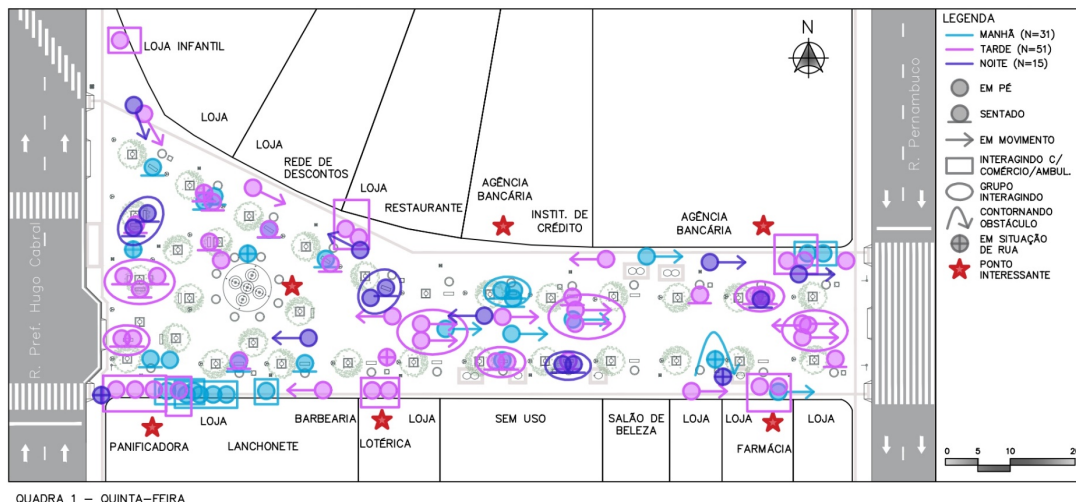 LOJA INFANTIL
LOJA
LOJA
REDE DE
DESCONTOS
LOJA
RESTAURANTE
AGÊNCIA
BANCÁRIA
INSTIT. DE
CRÉDITO
AGÊNCIA
BANCÁRIA
N
R. Pref. Hugo Cabral
R. Pernambuco
PANIFICADORA
LOJA
LANCHONETE
BARBEARIA
LOTÉRICA
LOJA
SEM USO
SALÃO DE
BELEZA
LOJA
LOJA
FARMÁCIA
LOJA
LEGENDA
MANHÃ (N=31)
TARDE (N=51)
NOITE (N=15)
EM PÉ
SENTADO
EM MOVIMENTO
INTERAGINDO C/
COMÉRCIO/AMBUL.
GRUPO
INTERAGINDO
CONTORNANDO
OBSTÁCULO
EM SITUAÇÃO
DE RUA
PONTO
INTERESSANTE
0 5 10 20
QUADRA 1 – QUINTA-FEIRA